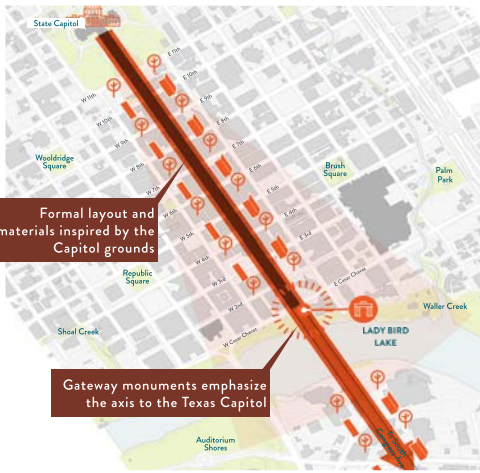 State Capitol
E 11th
E 10th
W 11th
E 9th
W 10th
E 8th
W 9th
E 7th
Wooldridge
Square
W 8th
E 6th
Brush
Square
Palm
Park
W 7th
E 5th
W 6th
E 4th
Formal layout and
materials inspired by the
Capitol grounds
W 5th
E 3rd
W 4th
Republic
Square
W 3rd
E Cesar Chavez
W 2nd
Waller Creek
Shoal Creek
W Cesar Chavez
LADY BIRD
LAKE
Gateway monuments emphasize
the axis to the Texas Capitol
Auditorium
Shores